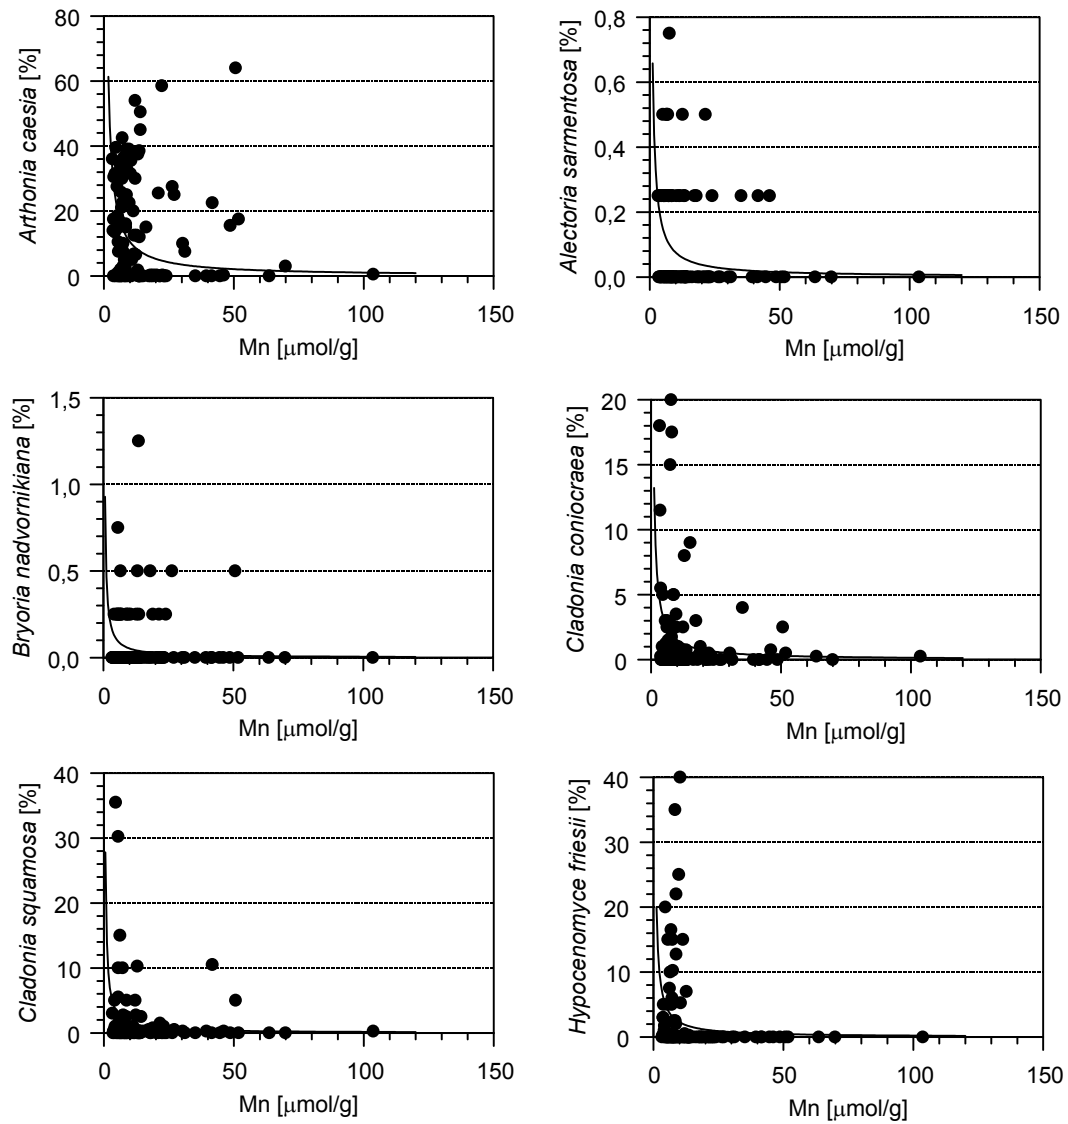 Arthonia caesia [%]
80
60
40
20
0
0 50 100 150
Mn [μmol/g]
Alectoria sarmentosa [%]
0,8
0,6
0,4
0,2
0,0
0 50 100 150
Mn [μmol/g]
Bryoria nadvornikiana [%]
1,5
1,0
0,5
0,0
0 50 100 150
Mn [μmol/g]
Cladonia coniocraea [%]
20
15
10
5
0
0 50 100 150
Mn [μmol/g]
Cladonia squamosa [%]
40
30
20
10
0
0 50 100 150
Mn [μmol/g]
Hypocenomyce friesii [%]
40
30
20
10
0
0 50 100 150
Mn [μmol/g]